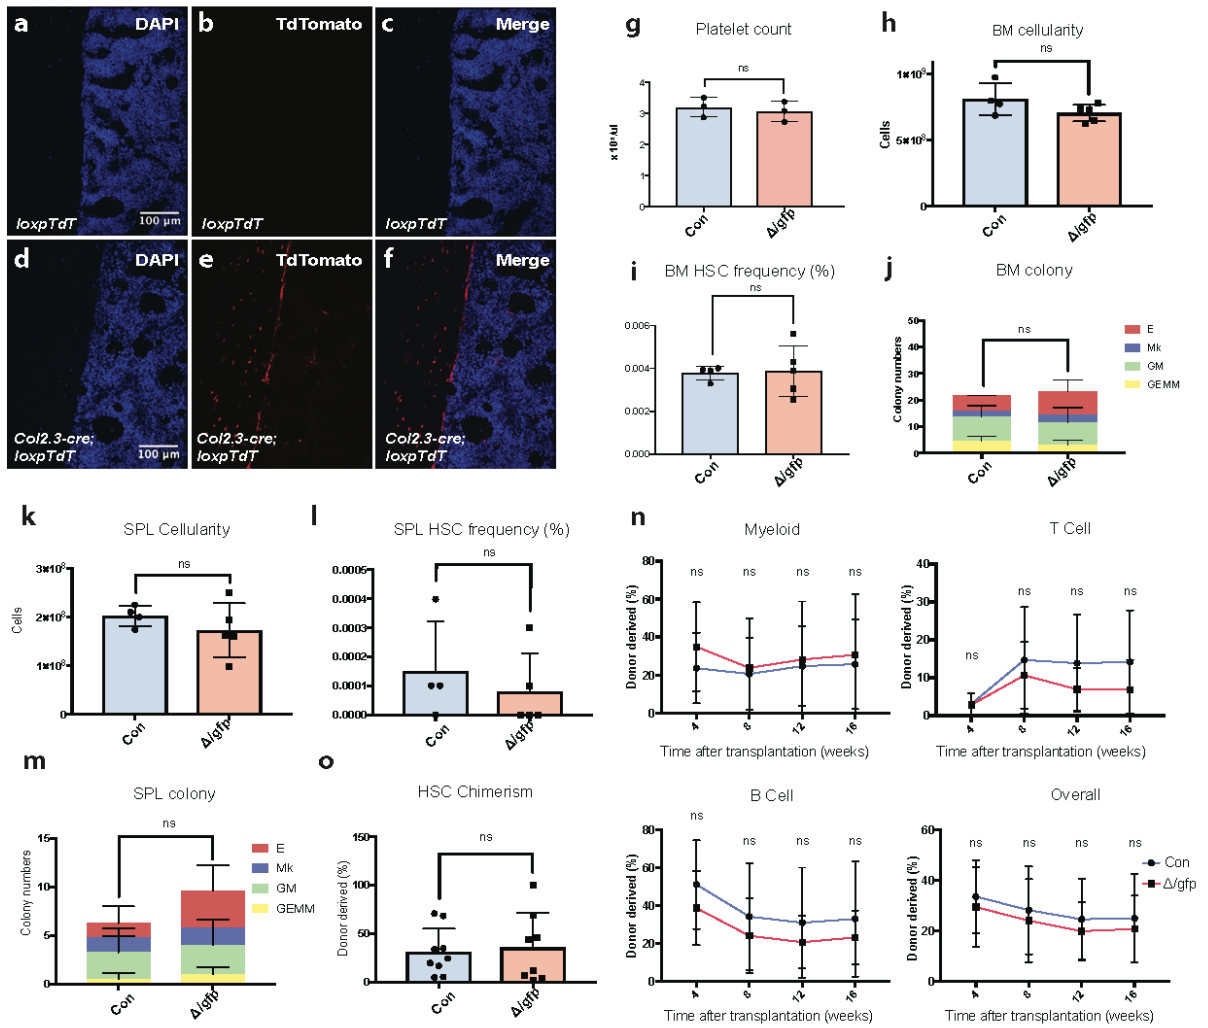 a DAPI
b TdTomato
c Merge
loxpTdT
100 µm
loxpTdT
loxpTdT
d DAPI
e TdTomato
f Merge
Col2.3-cre;
loxpTdT
100 µm
Col2.3-cre;
loxpTdT
Col2.3-cre;
loxpTdT
g
Platelet count
ns
4
3
2
1
0
Con
Δ/gfp
h
BM cellularity
ns
Cells
0
Con
Δ/gfp
i
BM HSC frequency (%)
ns
0.006
0.004
0.002
0.000
Con
Δ/gfp
j
BM colony
ns
Colony numbers
50
40
30
20
10
0
Con
Δ/gfp
E
Mk
GM
GEMM
k
SPL Cellularity
ns
Cells
0
Con
Δ/gfp
l
SPL HSC frequency (%)
ns
0.0005
0.0004
0.0003
0.0002
0.0001
0.0000
Con
Δ/gfp
m
SPL colony
ns
Colony numbers
15
10
5
0
Con
Δ/gfp
E
Mk
GM
GEMM
o
HSC Chimerism
ns
Donor derived (%)
150
100
50
0
Con
Δ/gfp
n
Myeloid
Donor derived (%)
80
60
40
20
0
ns ns ns ns
4 8 12 16
Time after transplantation (weeks)
T Cell
Donor derived (%)
40
30
20
10
0
ns ns ns ns
4 8 12 16
Time after transplantation (weeks)
B Cell
Donor derived (%)
80
60
40
20
0
ns ns ns ns
4 8 12 16
Time after transplantation (weeks)
Overall
Donor derived (%)
60
40
20
0
ns ns ns ns
4 8 12 16
Time after transplantation (weeks)
Con
Δ/gfp